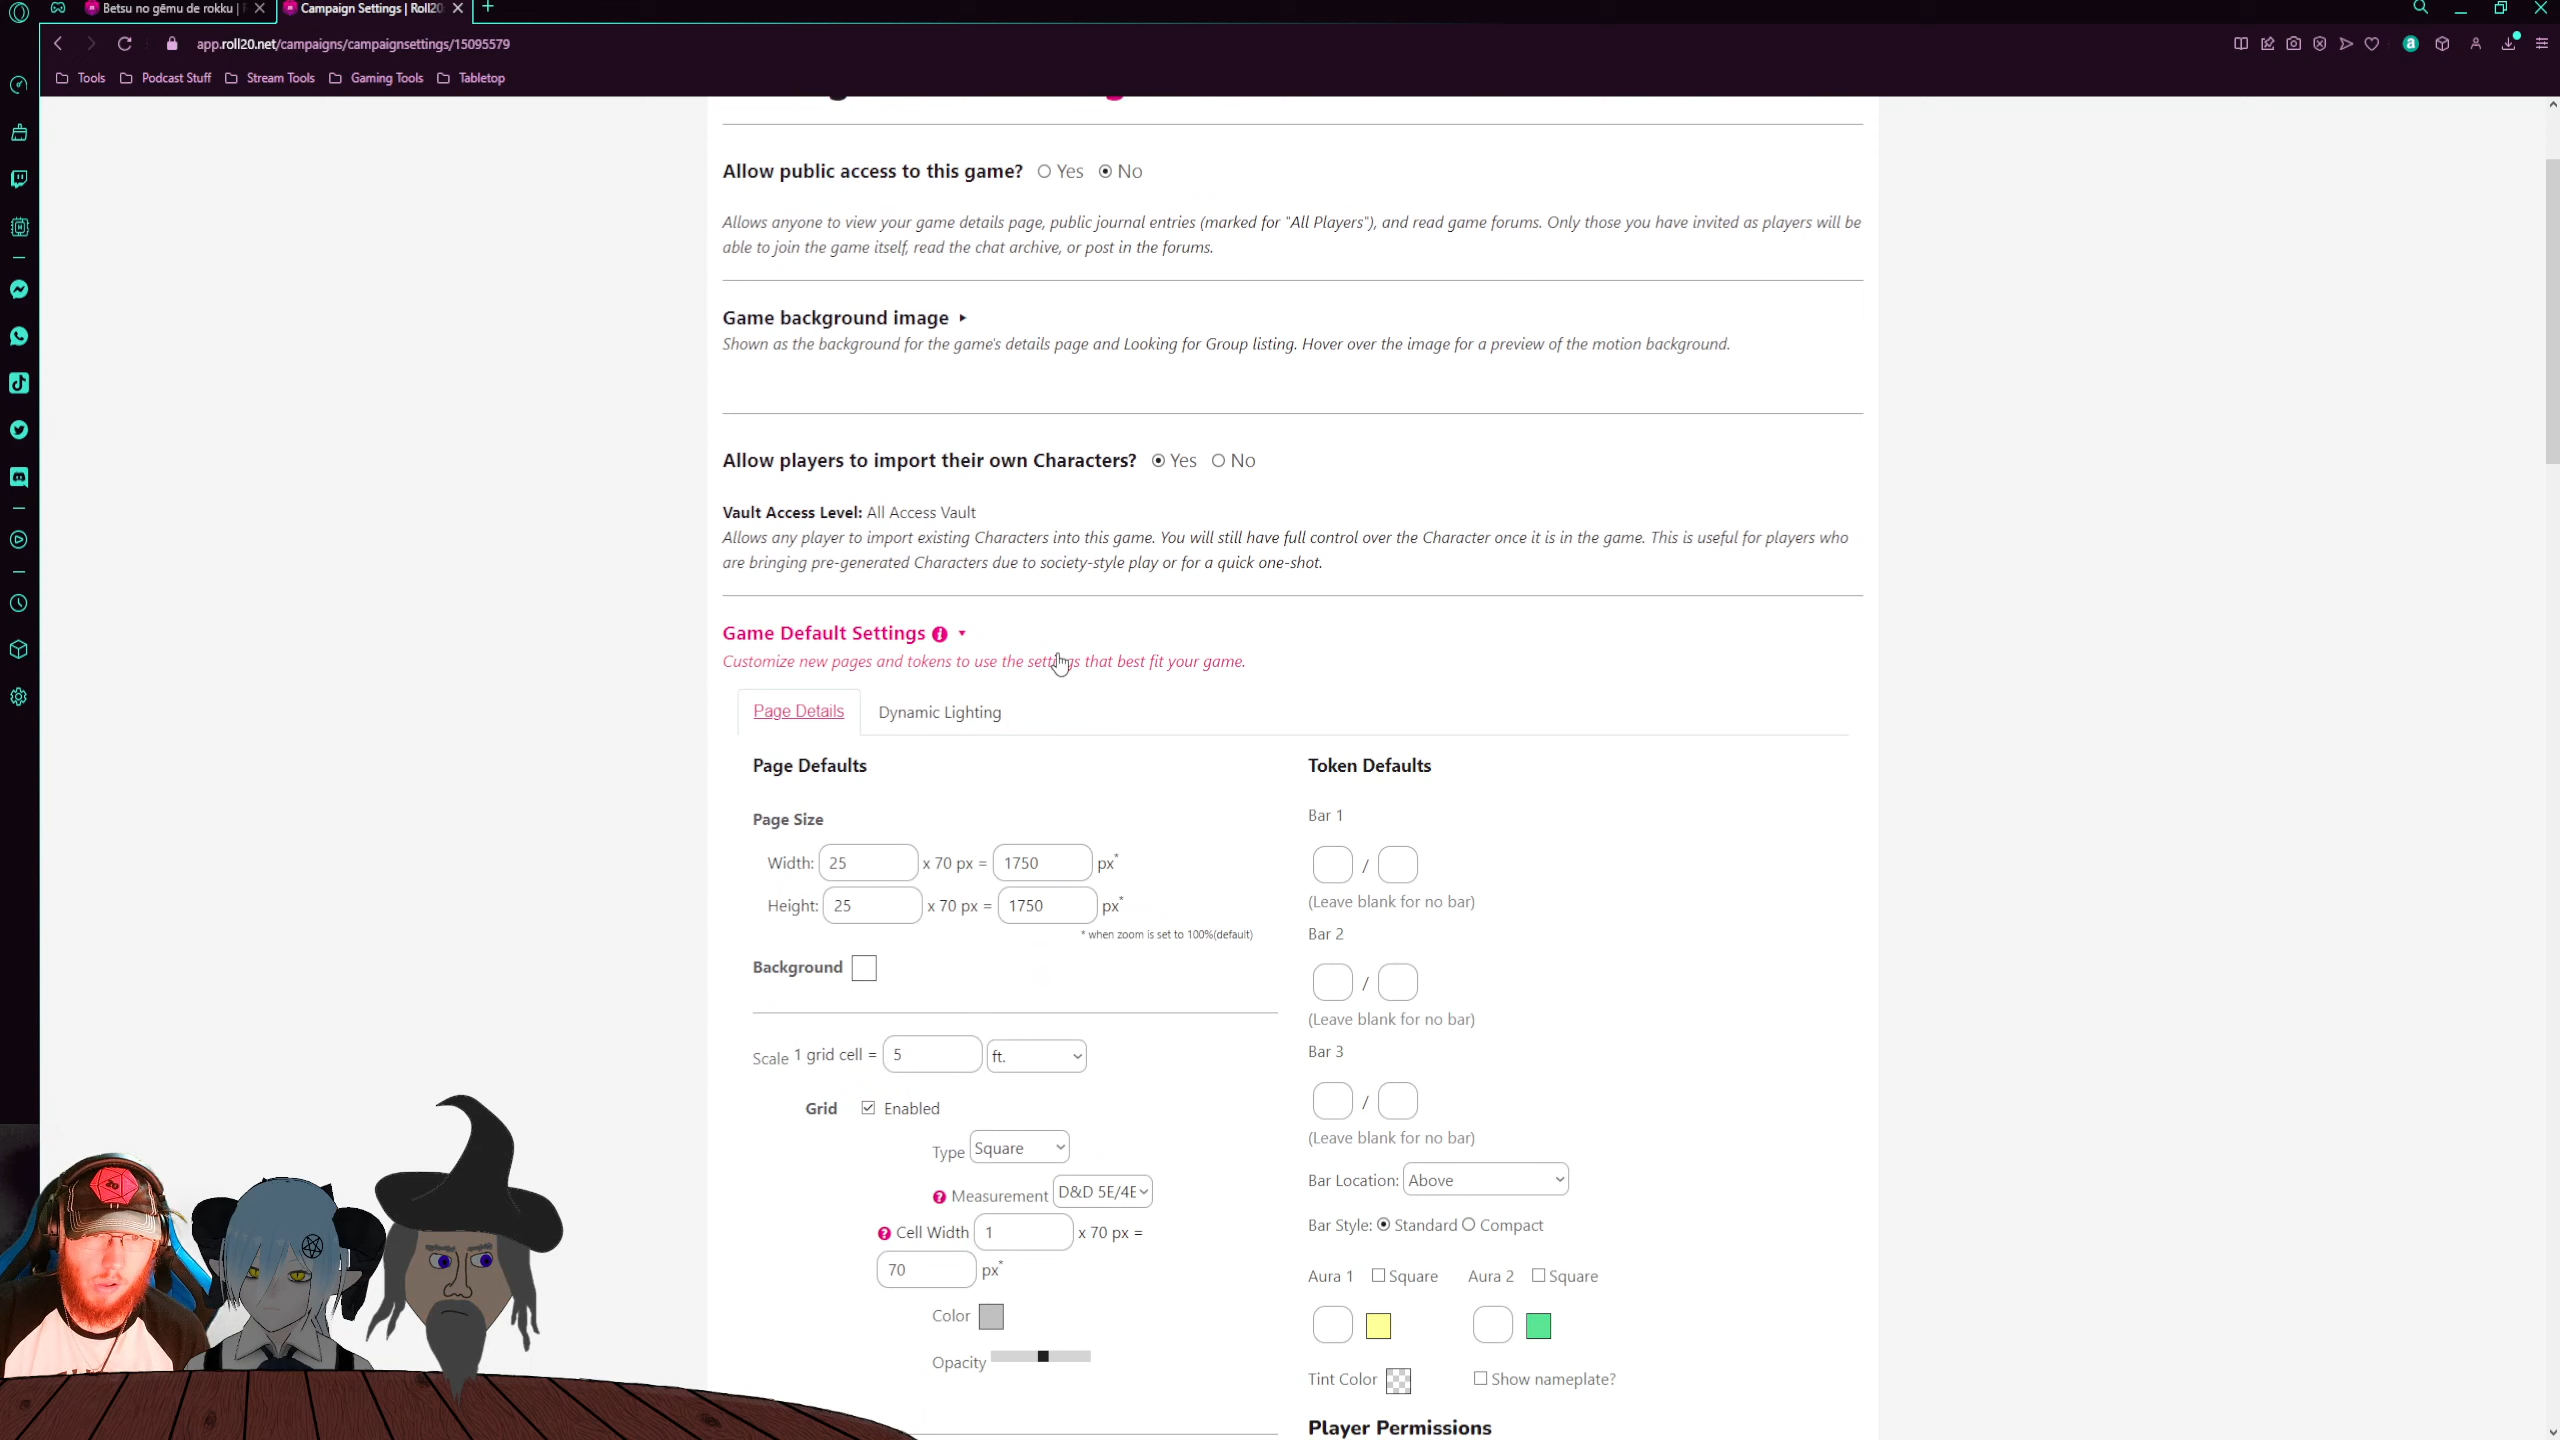 Betsu no gēmu de rokku |
Campaign Settings | Roll20
app.roll20.net/campaigns/campaignsettings/15095579
Tools Podcast Stuff Stream Tools Gaming Tools Tabletop
Allow public access to this game? Yes No
Allows anyone to view your game details page, public journal entries (marked for "All Players"), and read game forums. Only those you have invited as players will be
able to join the game itself, read the chat archive, or post in the forums.
Game background image
Shown as the background for the game's details page and Looking for Group listing. Hover over the image for a preview of the motion background.
Allow players to import their own Characters? Yes No
Vault Access Level: All Access Vault
Allows any player to import existing Characters into this game. You will still have full control over the Character once it is in the game. This is useful for players who
are bringing pre-generated Characters due to society-style play or for a quick one-shot.
Game Default Settings
Customize new pages and tokens to use the settings that best fit your game.
Page Details Dynamic Lighting
Page Defaults
Page Size
Width: 25 x 70 px = 1750 px*
Height: 25 x 70 px = 1750 px*
* when zoom is set to 100%(default)
Background
Scale 1 grid cell = 5 ft.
Grid Enabled
Type Square
? Measurement D&D 5E/4E
? Cell Width 1 x 70 px =
70 px*
Color
Opacity
Token Defaults
Bar 1
/
(Leave blank for no bar)
Bar 2
/
(Leave blank for no bar)
Bar 3
/
(Leave blank for no bar)
Bar Location: Above
Bar Style: Standard Compact
Aura 1 Square Aura 2 Square
Tint Color Show nameplate?
Player Permissions
20